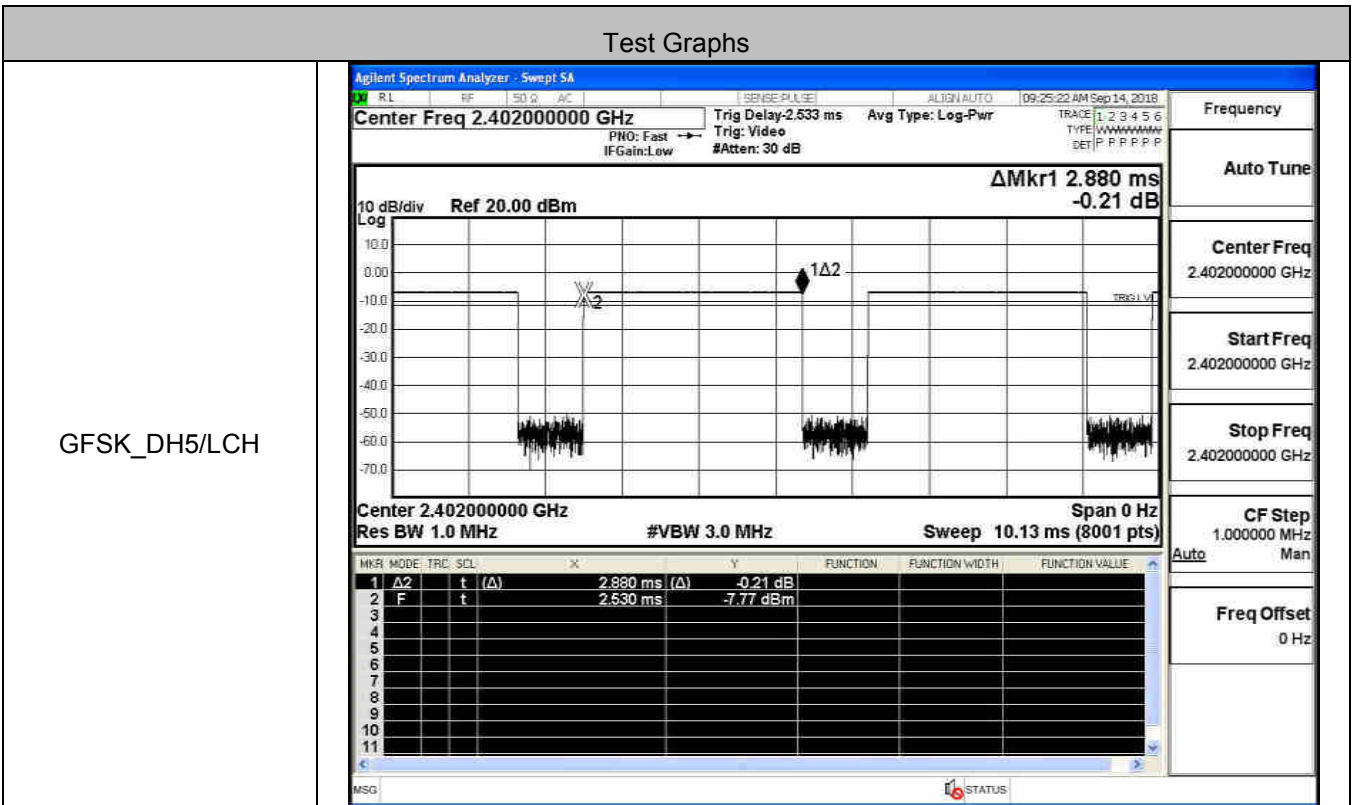 Test Graphs
GFSK_DH5/LCH
Agilent Spectrum Analyzer - Swept SA
RL RF 50 Ω AC SENSE:PULSE ALIGN AUTO 09:25:22 AM Sep 14, 2018
Center Freq 2.402000000 GHz Trig Delay-2.533 ms Avg Type: Log-Pwr TRACE 1 2 3 4 5 6
PNO: Fast Trig: Video TYPE WWWWWW
IFGain:Low #Atten: 30 dB DET P P P P P P
ΔMkr1 2.880 ms
-0.21 dB
10 dB/div Ref 20.00 dBm
Log
10.0
0.00
-10.0
-20.0
-30.0
-40.0
-50.0
-60.0
-70.0
1Δ2
2
TRIG LVL
Center 2.402000000 GHz Span 0 Hz
Res BW 1.0 MHz #VBW 3.0 MHz Sweep 10.13 ms (8001 pts)
MKR MODE TRC SCL X Y FUNCTION FUNCTION WIDTH FUNCTION VALUE
1 Δ2 t (Δ) 2.880 ms (Δ) -0.21 dB
2 F t 2.530 ms -7.77 dBm
3
4
5
6
7
8
9
10
11
MSG STATUS
Frequency
Auto Tune
Center Freq
2.402000000 GHz
Start Freq
2.402000000 GHz
Stop Freq
2.402000000 GHz
CF Step
1.000000 MHz
Auto Man
Freq Offset
0 Hz